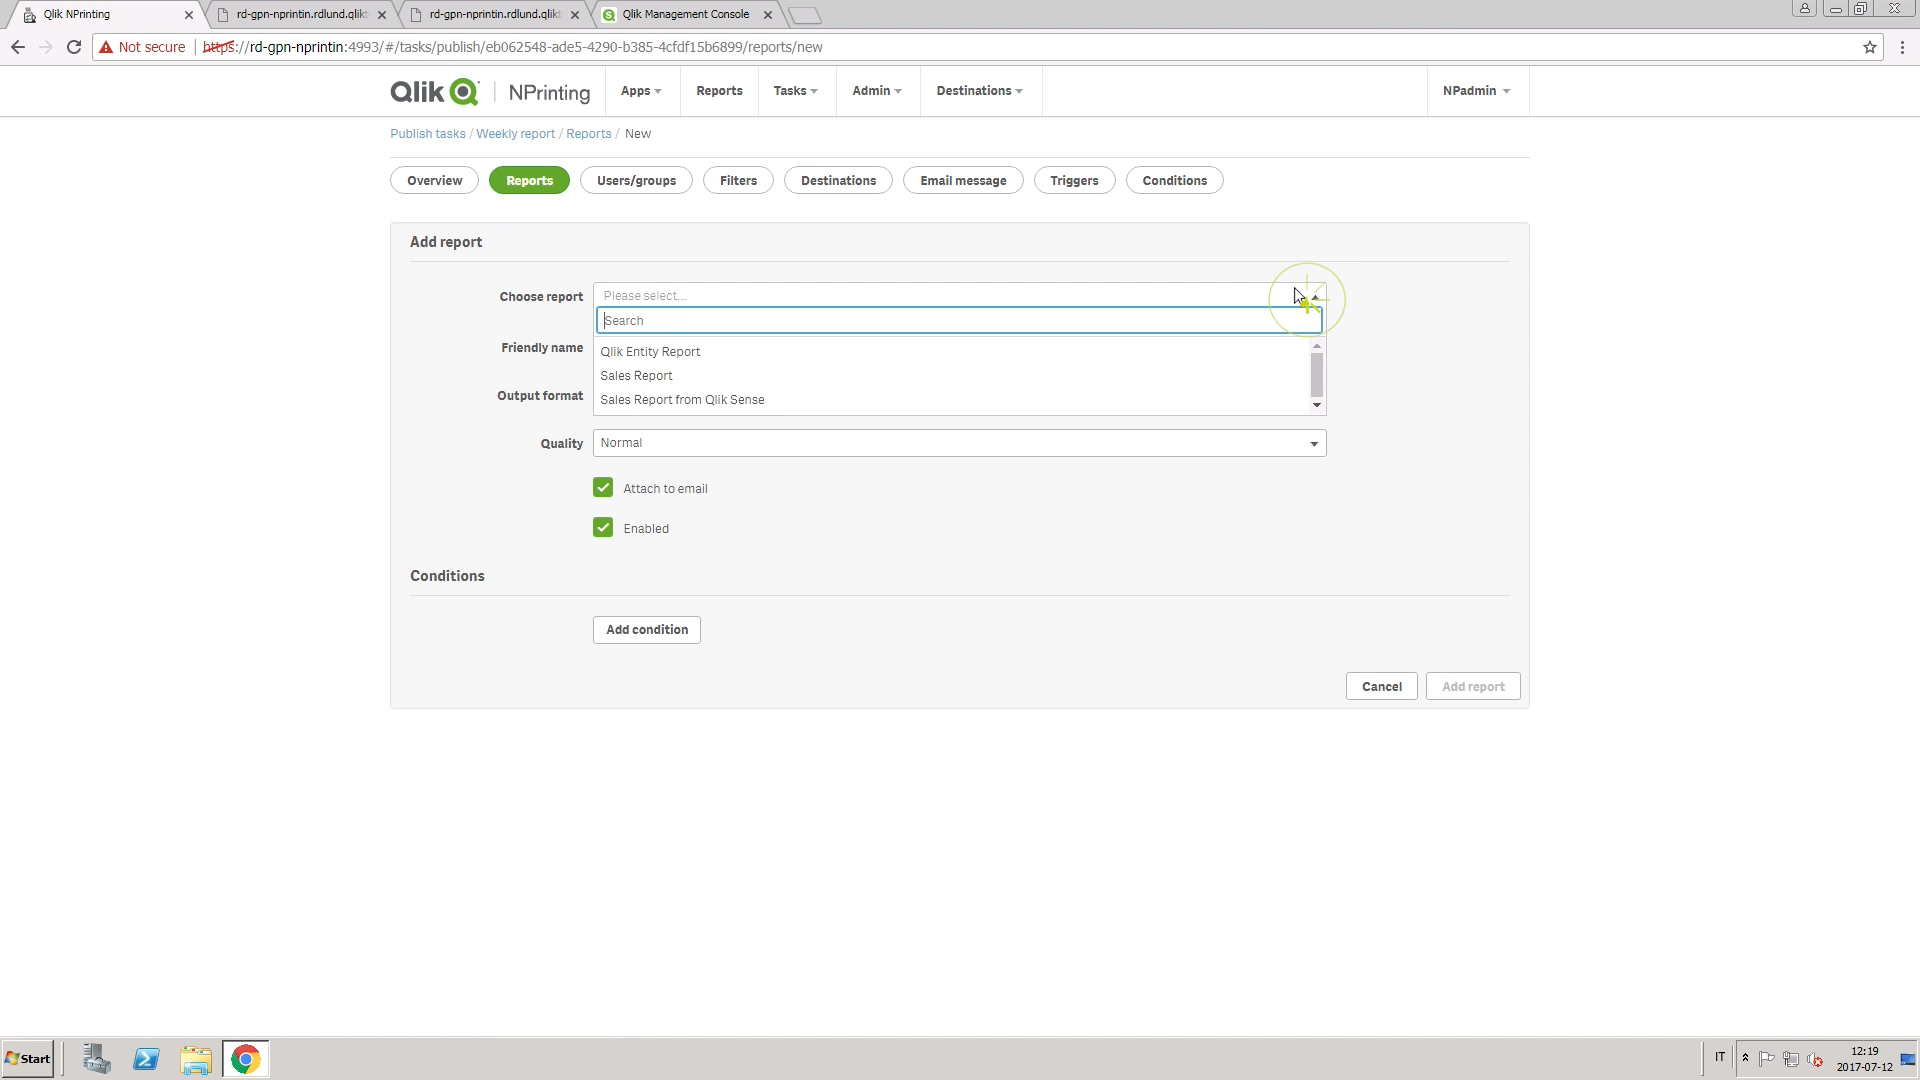 Qlik NPrinting
rd-gpn-nprintin.rdlund.qlikt
rd-gpn-nprintin.rdlund.qlikt
Qlik Management Console
Not secure
https://rd-gpn-nprintin:4993/#/tasks/publish/eb062548-ade5-4290-b385-4cfdf15b6899/reports/new
Qlik NPrinting
Apps
Reports
Tasks
Admin
Destinations
NPadmin
Publish tasks / Weekly report / Reports / New
Overview
Reports
Users/groups
Filters
Destinations
Email message
Triggers
Conditions
Add report
Choose report
Please select...
Search
Friendly name
Qlik Entity Report
Sales Report
Output format
Sales Report from Qlik Sense
Quality
Normal
Attach to email
Enabled
Conditions
Add condition
Cancel
Add report
Start
IT
12:19
2017-07-12